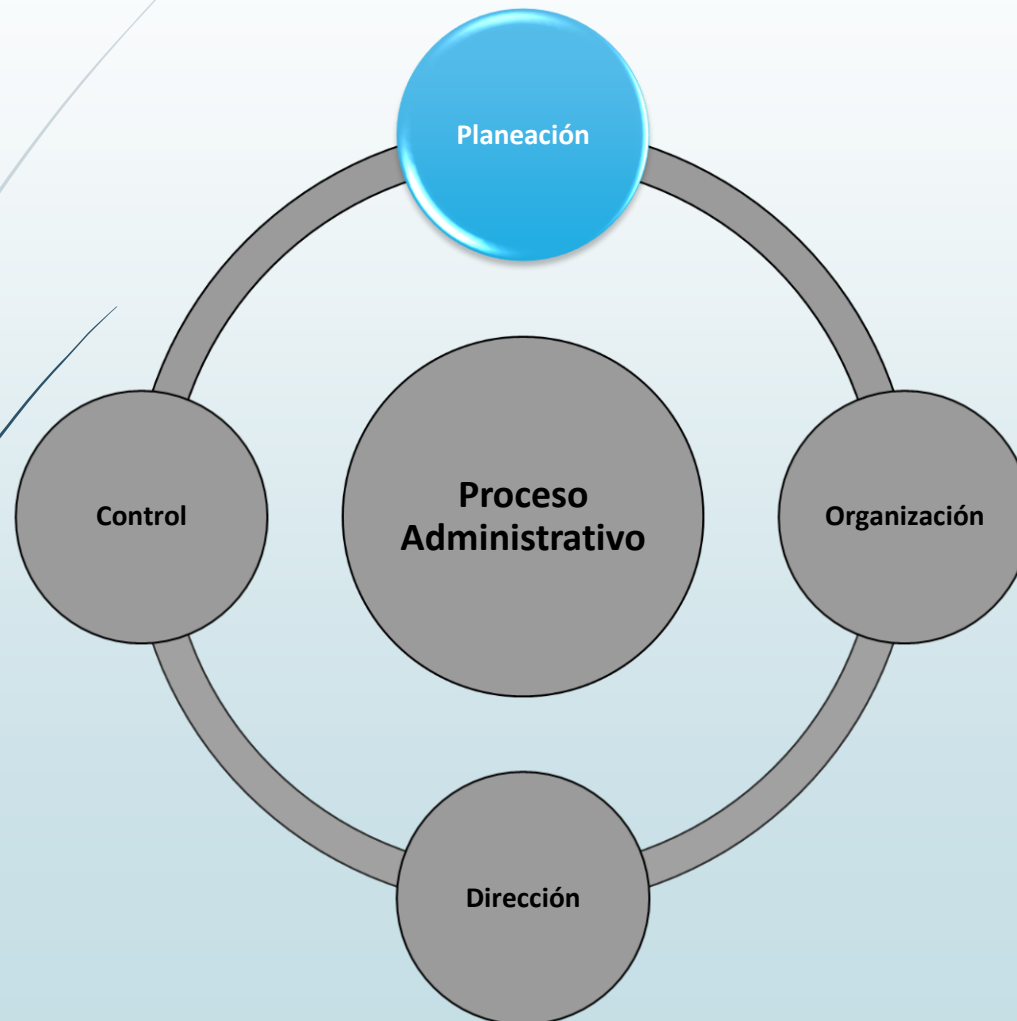 Planeación
Control
Proceso
Administrativo
Organización
Dirección